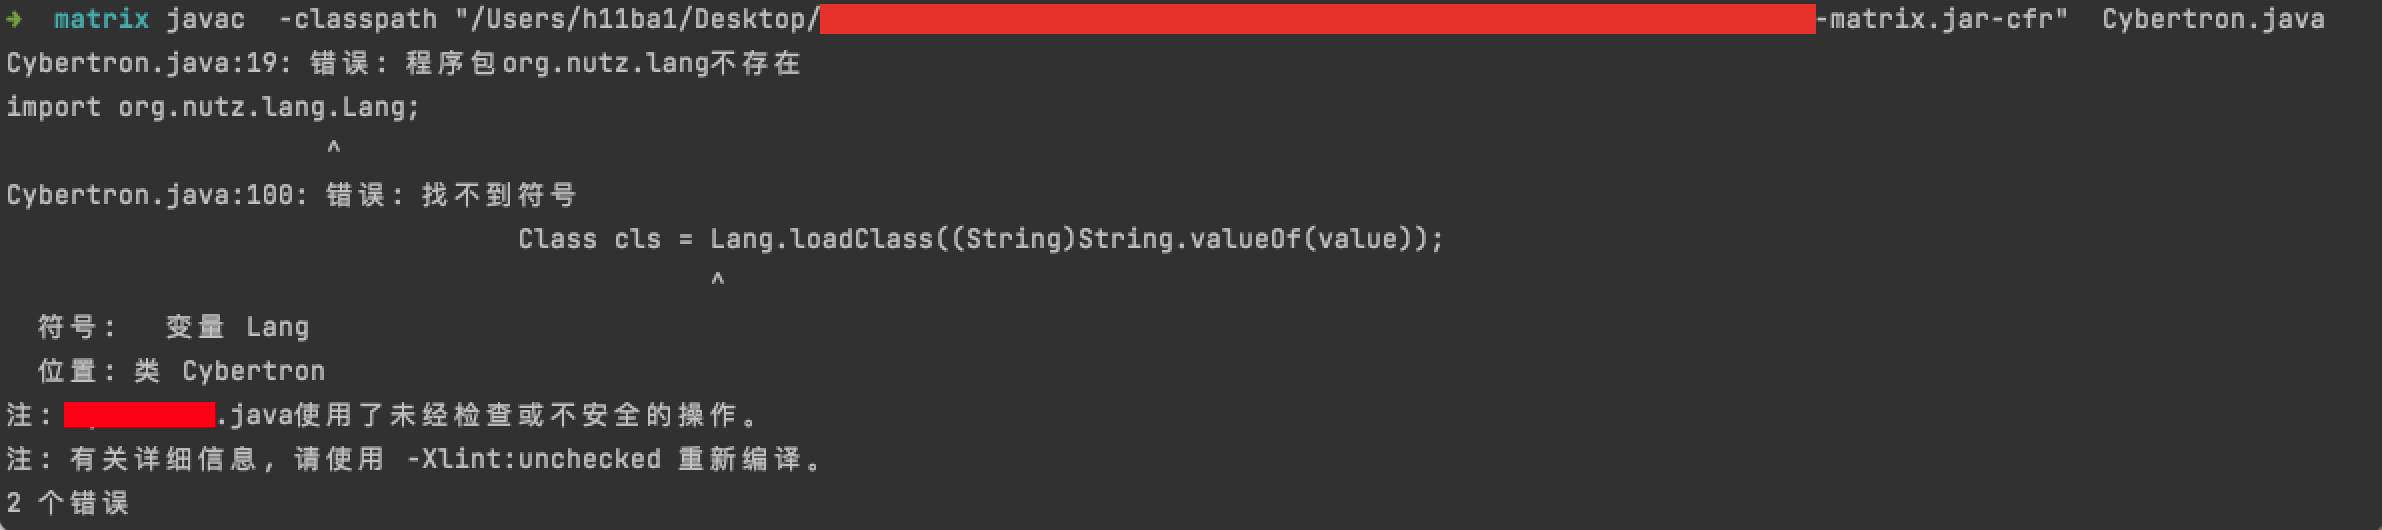 ➜  matrix javac  -classpath "/Users/h11ba1/Desktop/-matrix.jar-cfr"  Cybertron.java
Cybertron.java:19: 错误: 程序包org.nutz.lang不存在
import org.nutz.lang.Lang;
                    ^
Cybertron.java:100: 错误: 找不到符号
                                Class cls = Lang.loadClass((String)String.valueOf(value));
                                            ^
  符号:   变量 Lang
  位置: 类 Cybertron
注: .java使用了未经检查或不安全的操作。
注: 有关详细信息, 请使用 -Xlint:unchecked 重新编译。
2 个错误